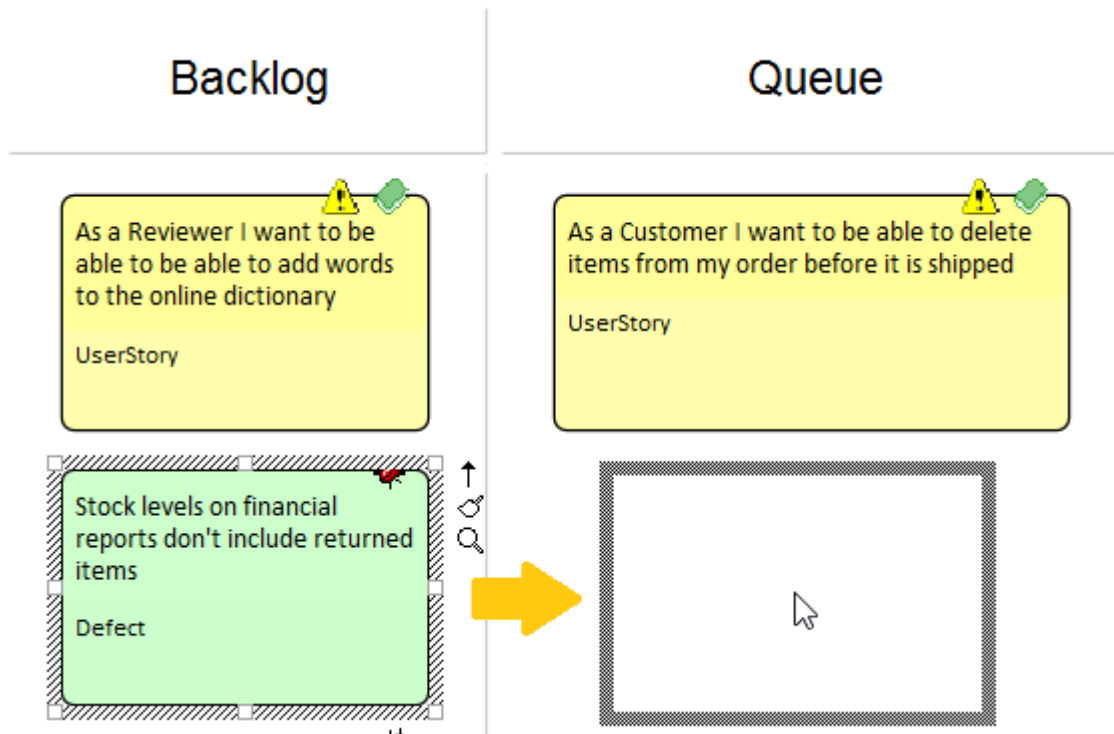 Backlog
Queue
As a Reviewer I want to be
able to be able to add words
to the online dictionary
UserStory
As a Customer I want to be able to delete
items from my order before it is shipped
UserStory
Stock levels on financial
reports don't include returned
items
Defect